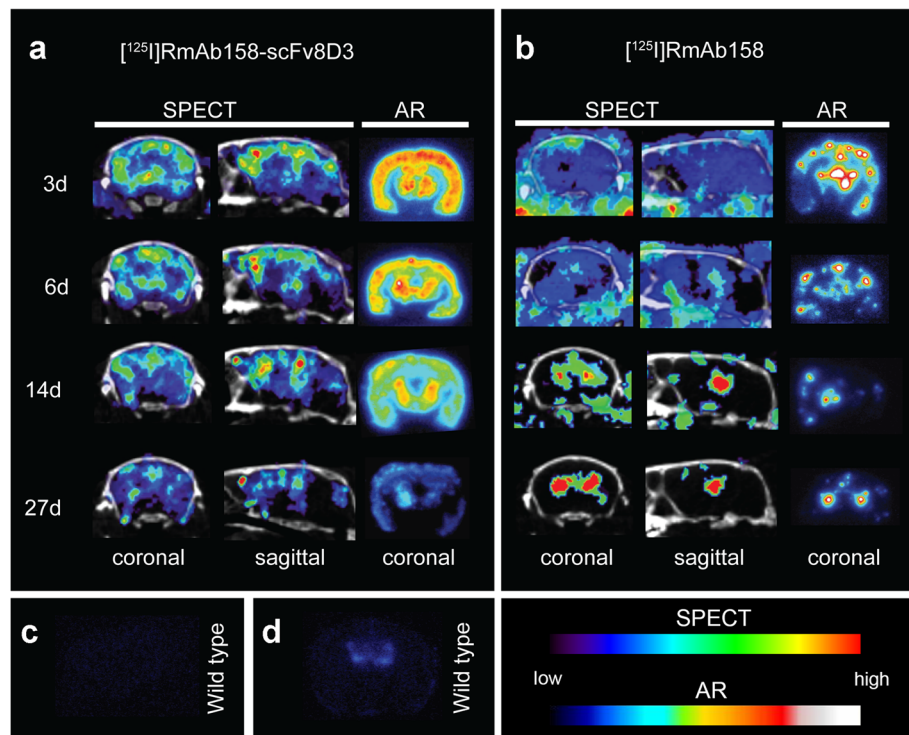 a [¹²⁵I]RmAb158-scFv8D3
SPECT AR
3d
6d
14d
27d
coronal sagittal coronal
b [¹²⁵I]RmAb158
SPECT AR
coronal sagittal coronal
c Wild type
d Wild type
SPECT
low high
AR